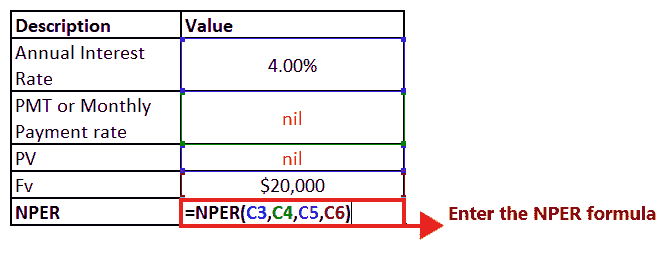 Description Value
Annual Interest
Rate
4.00%
PMT or Monthly
Payment rate
nil
PV nil
Fv $20,000
NPER =NPER(C3,C4,C5,C6)
Enter the NPER formula